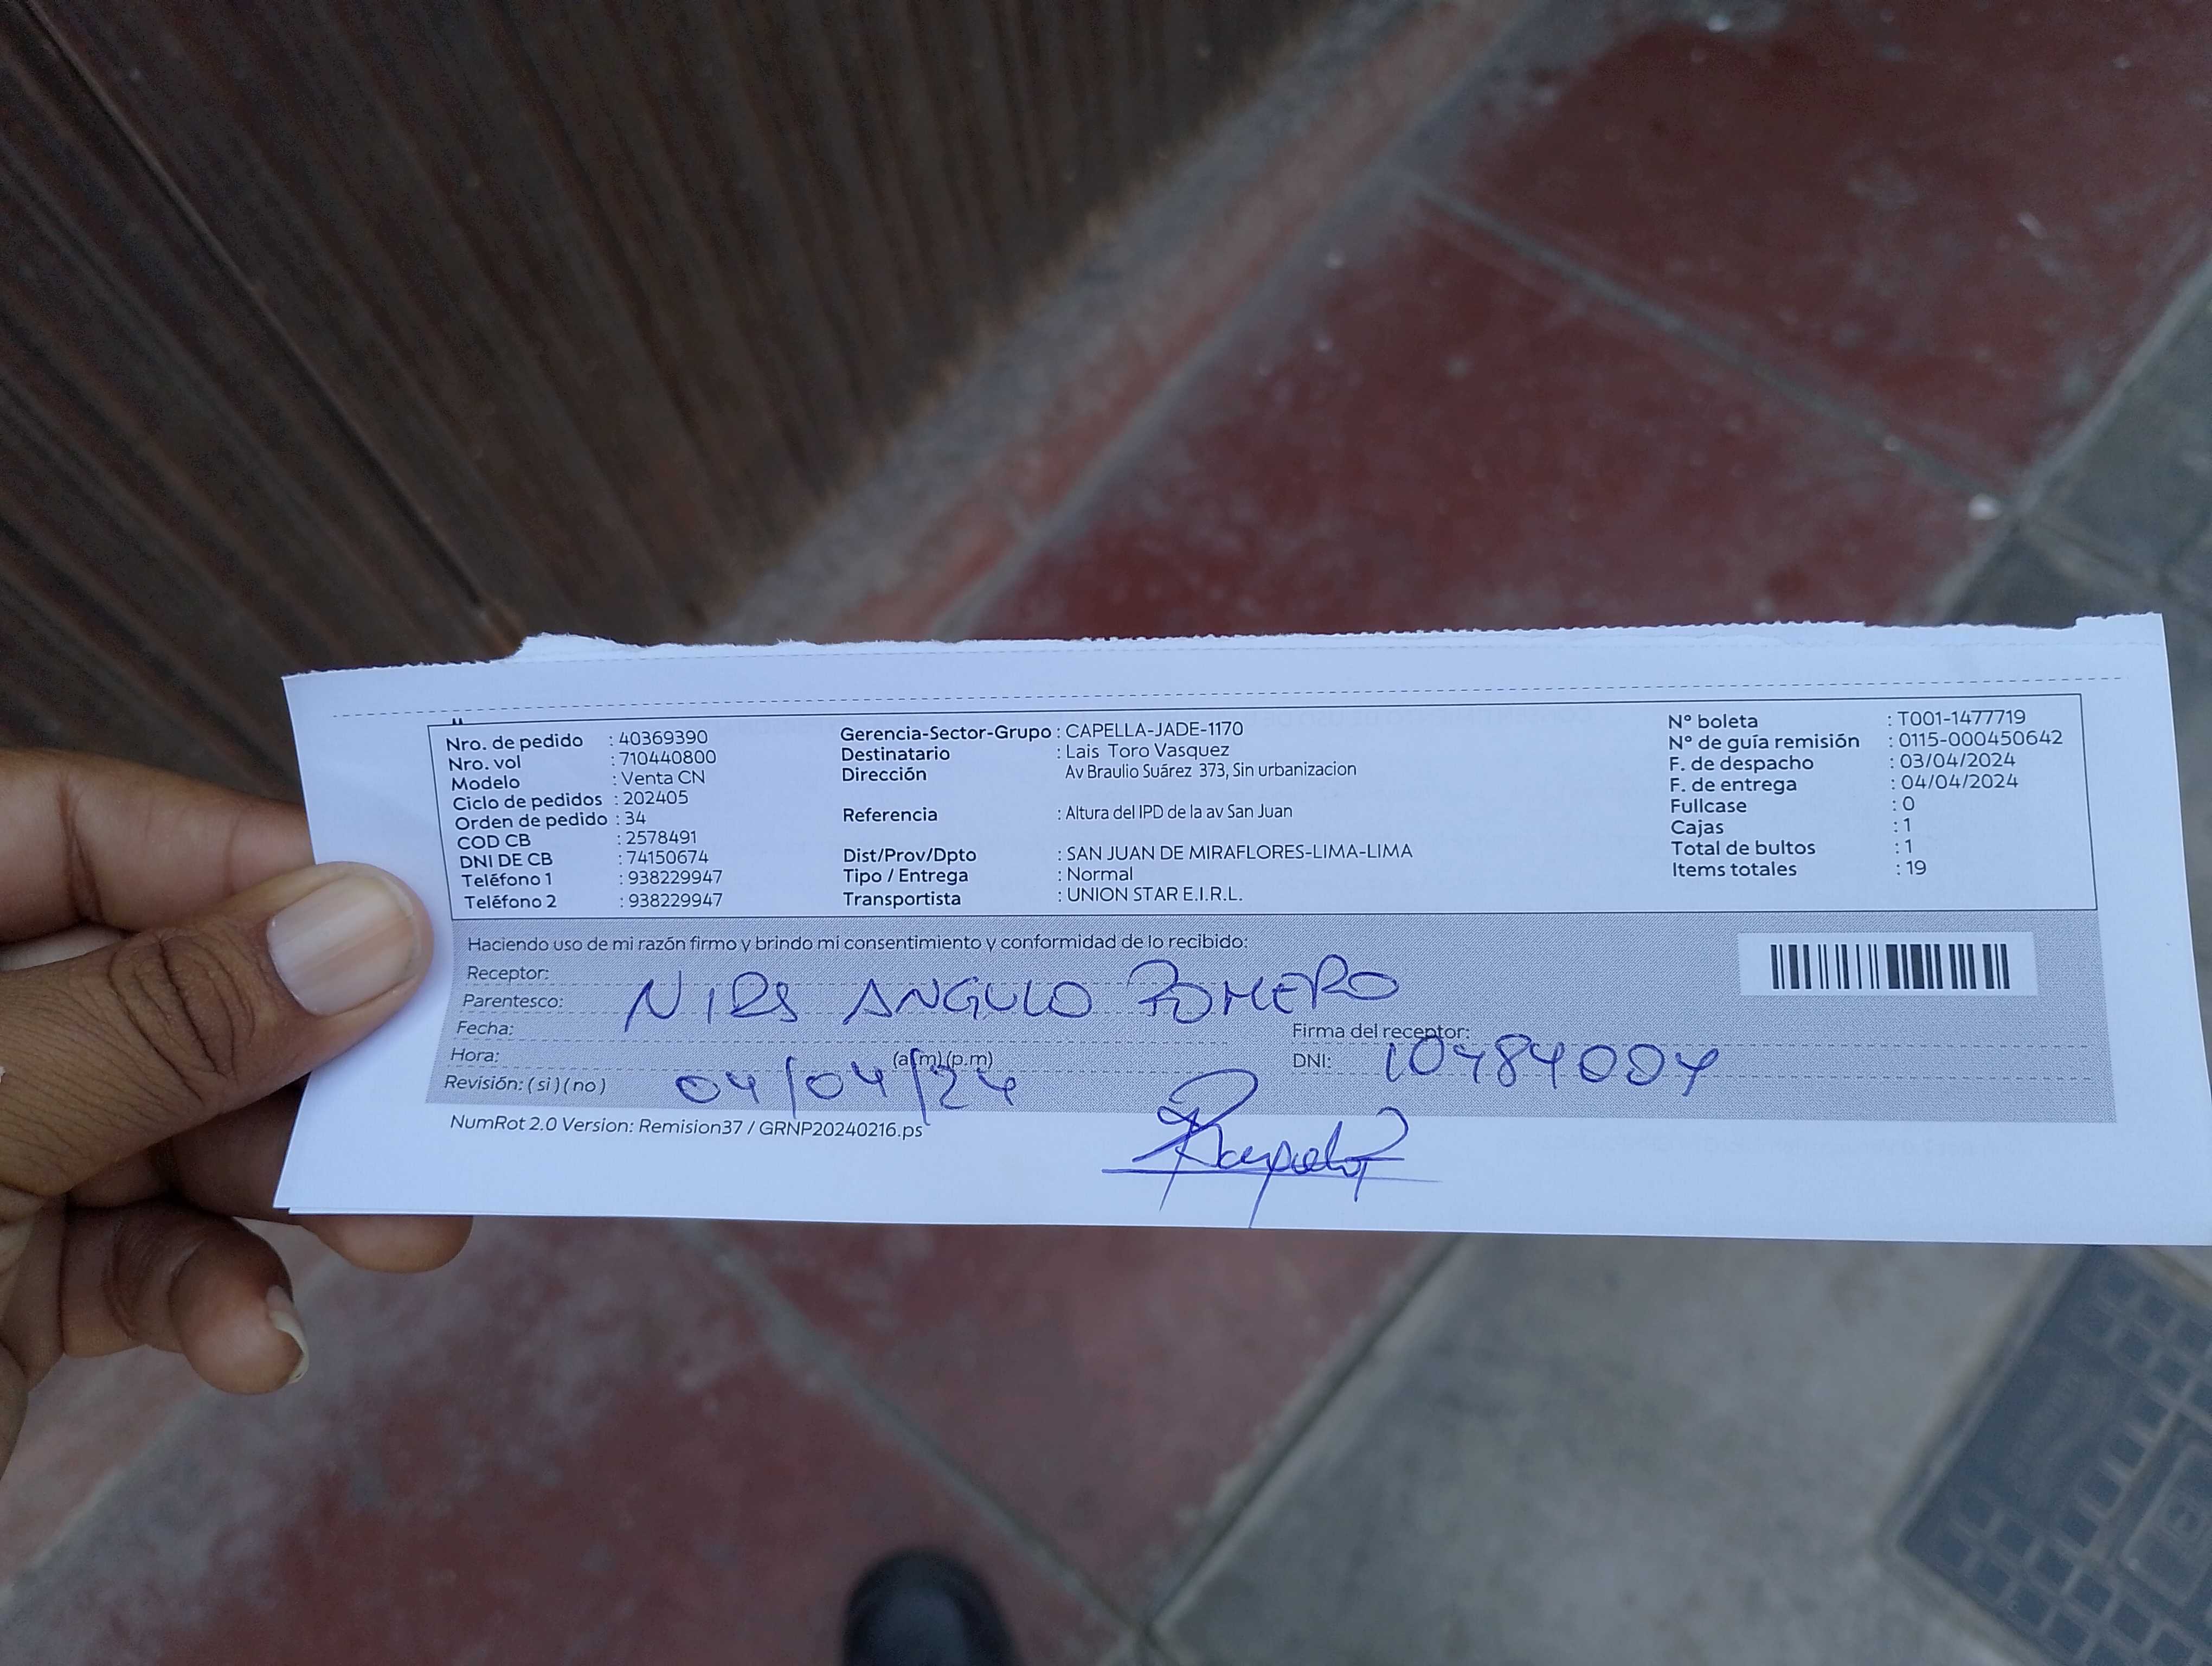 Nro. de pedido : 40369390
Nro. vol : 710440800
Modelo : Venta CN
Ciclo de pedidos : 202405
Orden de pedido : 34
COD CB : 2578491
DNI DE CB : 74150674
Teléfono 1 : 938229947
Teléfono 2 : 938229947
Gerencia-Sector-Grupo : CAPELLA-JADE-1170
Destinatario : Lais Toro Vasquez
Dirección Av Braulio Suárez 373, Sin urbanizacion
Referencia : Altura del IPD de la av San Juan
Dist/Prov/Dpto : SAN JUAN DE MIRAFLORES-LIMA-LIMA
Tipo / Entrega : Normal
Transportista : UNION STAR E.I.R.L.
N° boleta : T001-1477719
N° de guía remisión : 0115-000450642
F. de despacho : 03/04/2024
F. de entrega : 04/04/2024
Fullcase : 0
Cajas : 1
Total de bultos : 1
Items totales : 19
Haciendo uso de mi razón firmo y brindo mi consentimiento y conformidad de lo recibido:
Receptor:
Parentesco: ANGULO ROMERO
Fecha:
Firma del receptor:
Hora: (a.m) (p.m)
DNI:
Revisión: (si) (no) 04/04/24
NumRot 2.0 Version: Remision37 / GRNP20240216.ps